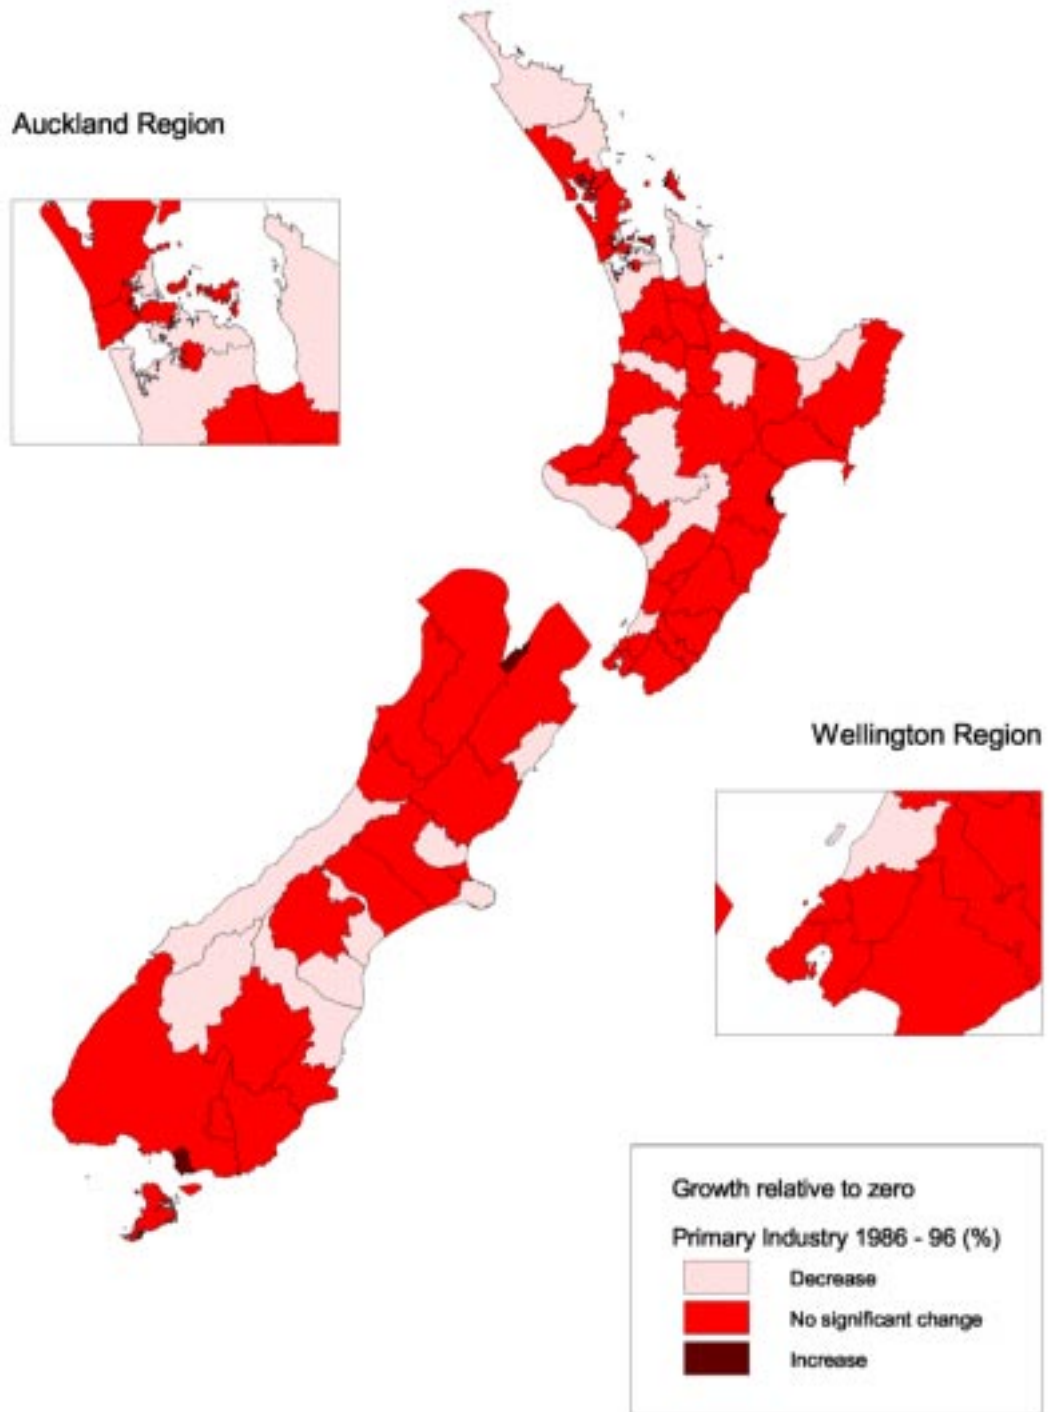 Auckland Region
Wellington Region
Growth relative to zero
Primary Industry 1986 - 96 (%)
Decrease
No significant change
Increase